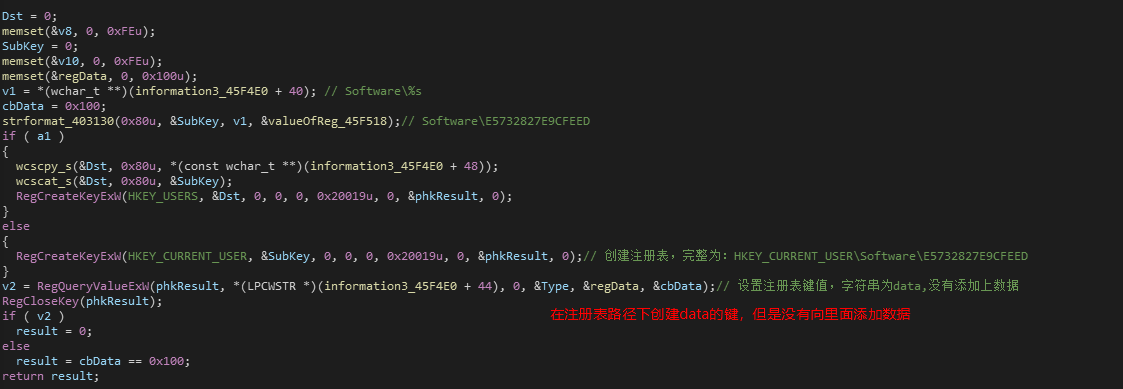 Dst = 0;
memset(&v8, 0, 0xFEu);
SubKey = 0;
memset(&v10, 0, 0xFEu);
memset(&regData, 0, 0x100u);
v1 = *(wchar_t **)(information3_45F4E0 + 40); // Software\%s
cbData = 0x100;
strformat_403130(0x80u, &SubKey, v1, &valueOfReg_45F518);// Software\E5732827E9CFEED
if ( a1 )
{
  wcscpy_s(&Dst, 0x80u, *(const wchar_t **)(information3_45F4E0 + 48));
  wcscat_s(&Dst, 0x80u, &SubKey);
  RegCreateKeyExW(HKEY_USERS, &Dst, 0, 0, 0, 0x20019u, 0, &phkResult, 0);
}
else
{
  RegCreateKeyExW(HKEY_CURRENT_USER, &SubKey, 0, 0, 0, 0x20019u, 0, &phkResult, 0);// 创建注册表，完整为：HKEY_CURRENT_USER\Software\E5732827E9CFEED
}
v2 = RegQueryValueExW(phkResult, *(LPCWSTR *)(information3_45F4E0 + 44), 0, &Type, &regData, &cbData);// 设置注册表键值，字符串为data,没有添加上数据
RegCloseKey(phkResult);
if ( v2 )
在注册表路径下创建data的键，但是没有向里面添加数据
  result = 0;
else
  result = cbData == 0x100;
return result;